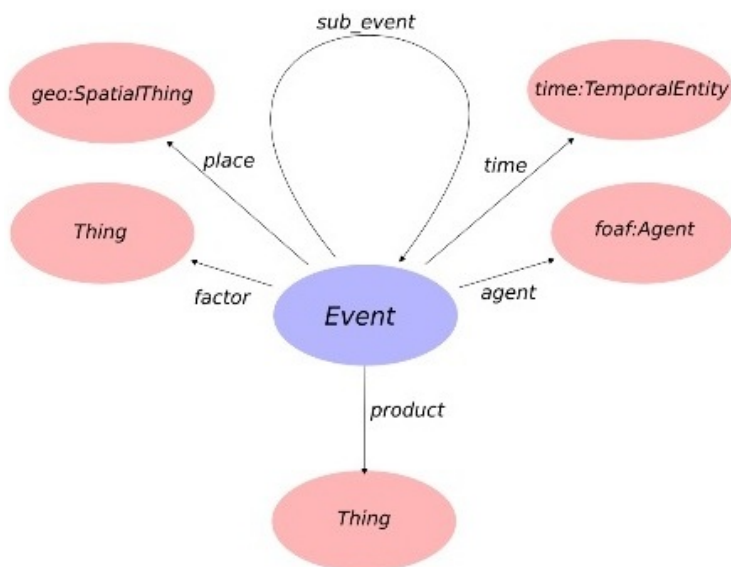 sub_event
geo:SpatialThing
time:TemporalEntity
place
time
Thing
foaf:Agent
factor
agent
Event
product
Thing